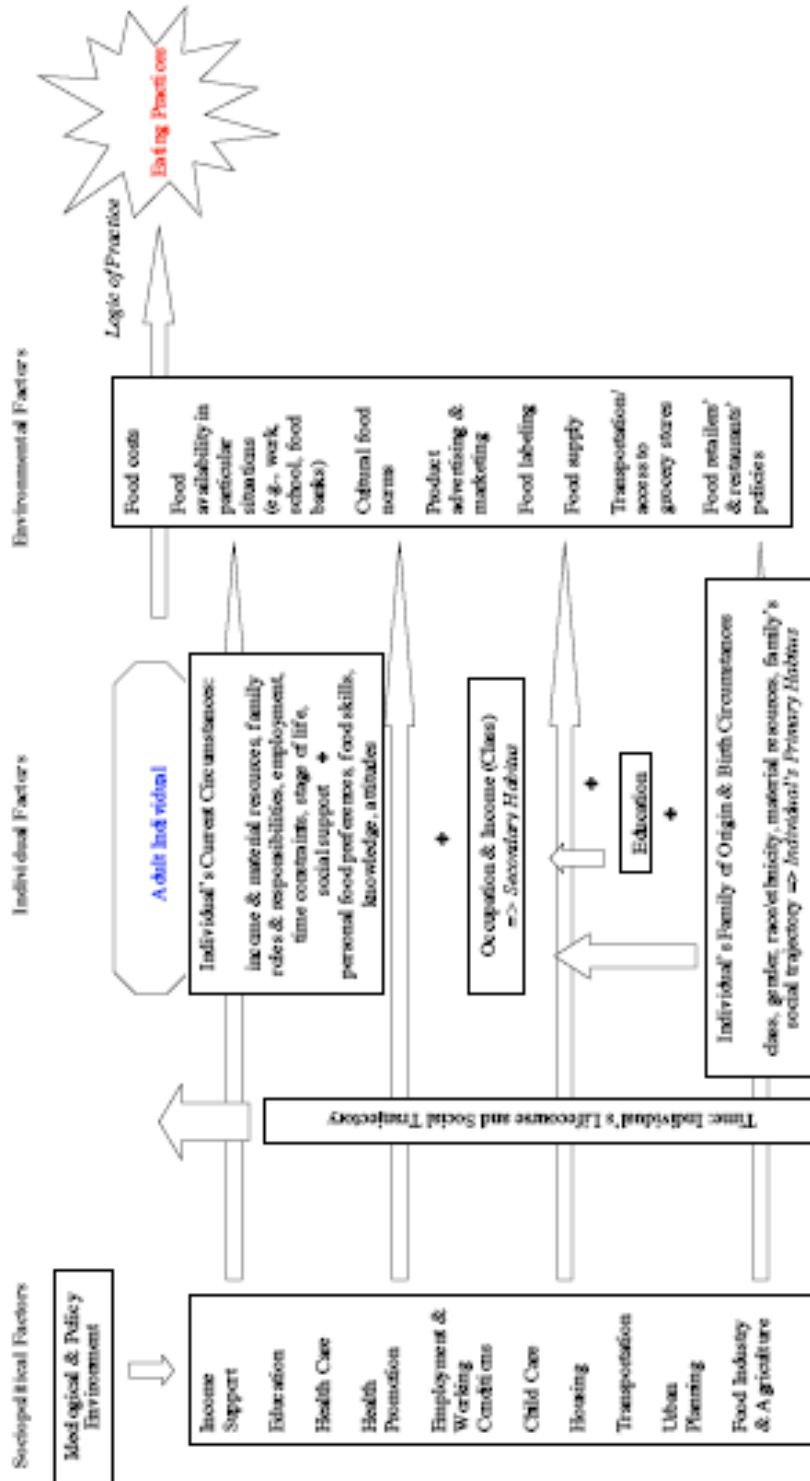 Sociopolitical Factors
Individual Factors
Environmental Factors
Ideological & Policy
Environment
Income
Support
Education
Health Care
Health
Promotion
Employment &
Working
Conditions
Child Care
Housing
Transportation
Urban
Planning
Food Industry
& Agriculture
Time: Individual's Lifecourse and Social Tranjectory
Adult Individual
Individual's Current Circumstances:
income & material resources, family
roles & responsibilities, employment,
time constraints, stage of life,
social support +
personal food preferences, food skills,
knowledge, attitudes
+
Occupation & Income (Class)
=> Secondary Habitus
+
Education
+
Individual's Family of Origin & Birth Circumstances
class, gender, race/ethnicity, material resources, family's
social trajectory => Individual's Primary Habitus
Food costs
Food
availability in
particular
situations
(e.g., work,
school, food
banks)
Cultural food
norms
Product
advertising &
marketing
Food labeling
Food supply
Transportation/
access to
grocery stores
Food retailers'
& restaurants'
policies
Logic of Practice
Eating Practices